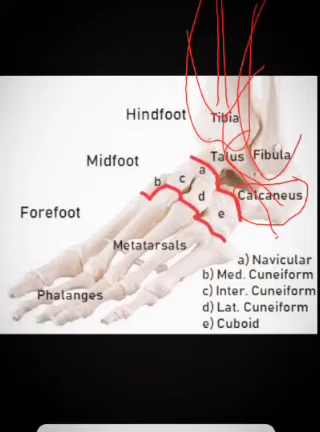 Hindfoot
Tibia
Midfoot
Talus
Fibula
b
c
a
d
Calcaneus
e
Forefoot
Metatarsals
Phalanges
a) Navicular
b) Med. Cuneiform
c) Inter. Cuneiform
d) Lat. Cuneiform
e) Cuboid